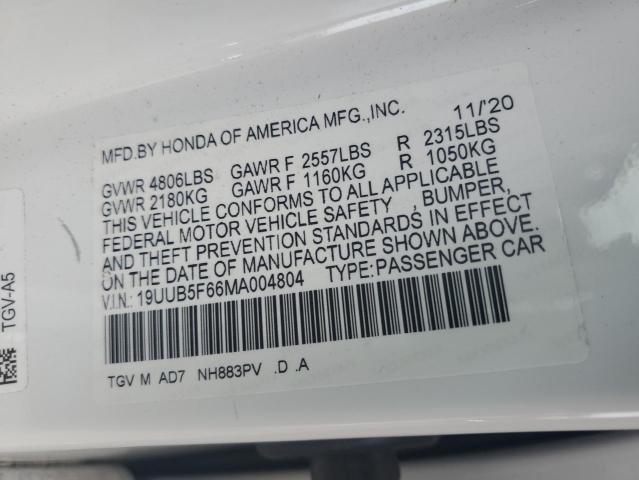 MFD.BY HONDA OF AMERICA MFG.,INC. 11/'20
GVWR 4806LBS GAWR F 2557LBS R 2315LBS
GVWR 2180KG GAWR F 1160KG R 1050KG
THIS VEHICLE CONFORMS TO ALL APPLICABLE
FEDERAL MOTOR VEHICLE SAFETY , BUMPER,
AND THEFT PREVENTION STANDARDS IN EFFECT
ON THE DATE OF MANUFACTURE SHOWN ABOVE.
V.I.N.: 19UUB5F66MA004804 TYPE:PASSENGER CAR
TGV M AD7 NH883PV .D .A
TGV-A5